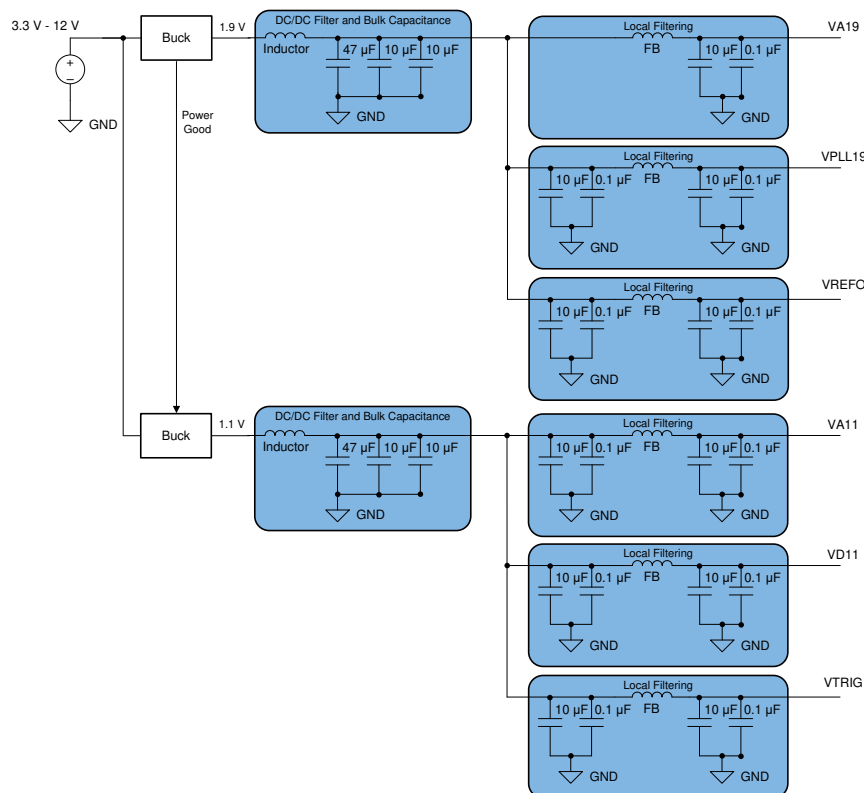 3.3 V - 12 V
GND
Buck
1.9 V
Power
Good
DC/DC Filter and Bulk Capacitance
Inductor
47 µF
10 µF
10 µF
GND
Local Filtering
FB
10 µF
0.1 µF
GND
VA19
Local Filtering
10 µF
0.1 µF
FB
10 µF
0.1 µF
GND
GND
VPLL19
Local Filtering
10 µF
0.1 µF
FB
10 µF
0.1 µF
GND
GND
VREFO
Buck
1.1 V
DC/DC Filter and Bulk Capacitance
Inductor
47 µF
10 µF
10 µF
GND
Local Filtering
10 µF
0.1 µF
FB
10 µF
0.1 µF
GND
GND
VA11
Local Filtering
10 µF
0.1 µF
FB
10 µF
0.1 µF
GND
GND
VD11
Local Filtering
10 µF
0.1 µF
FB
10 µF
0.1 µF
GND
GND
VTRIG